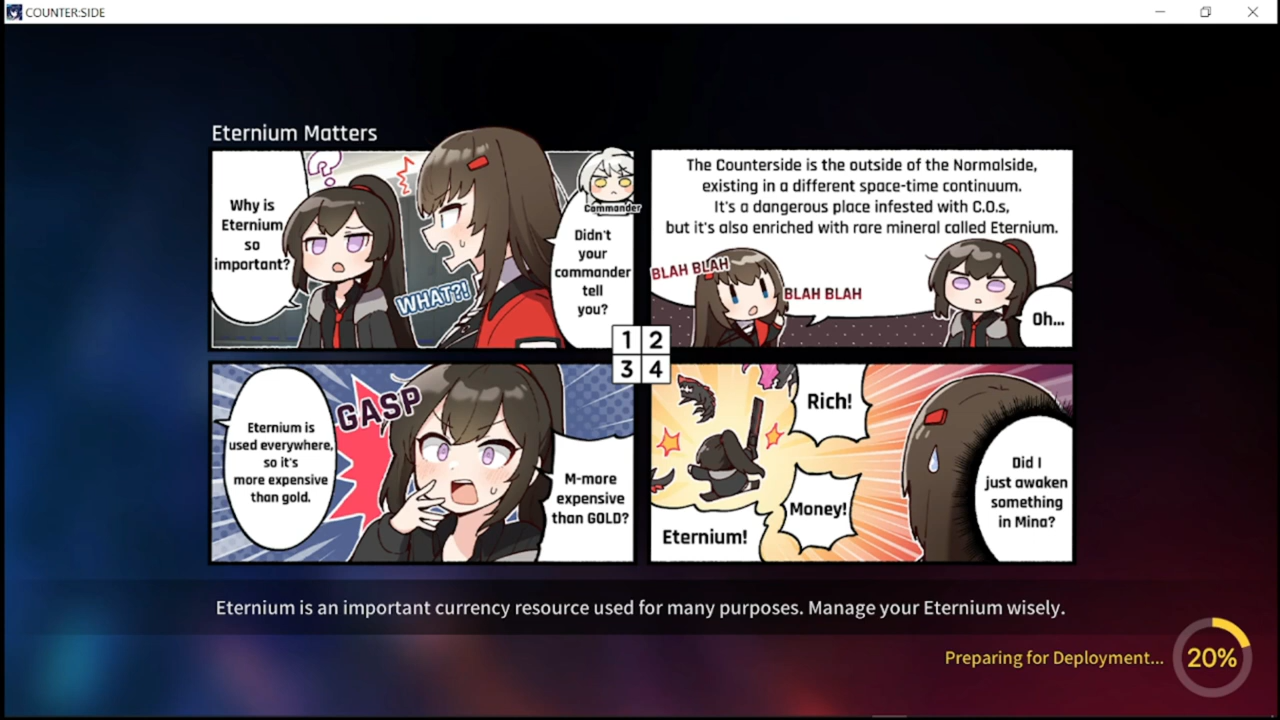 COUNTER:SIDE
Eternium Matters
Why is
Eternium
so
important?
?
WHAT?!
Commander
Didn't
your
commander
tell
you?
The Counterside is the outside of the Normalside,
existing in a different space-time continuum.
It's a dangerous place infested with C.O.s,
but it's also enriched with rare mineral called Eternium.
BLAH BLAH
BLAH BLAH
Oh...
1 2
3 4
Eternium is
used everywhere,
so it's
more expensive
than gold.
GASP
M-more
expensive
than GOLD?
Rich!
Money!
Eternium!
Did I
just awaken
something
in Mina?
Eternium is an important currency resource used for many purposes. Manage your Eternium wisely.
Preparing for Deployment...
20%